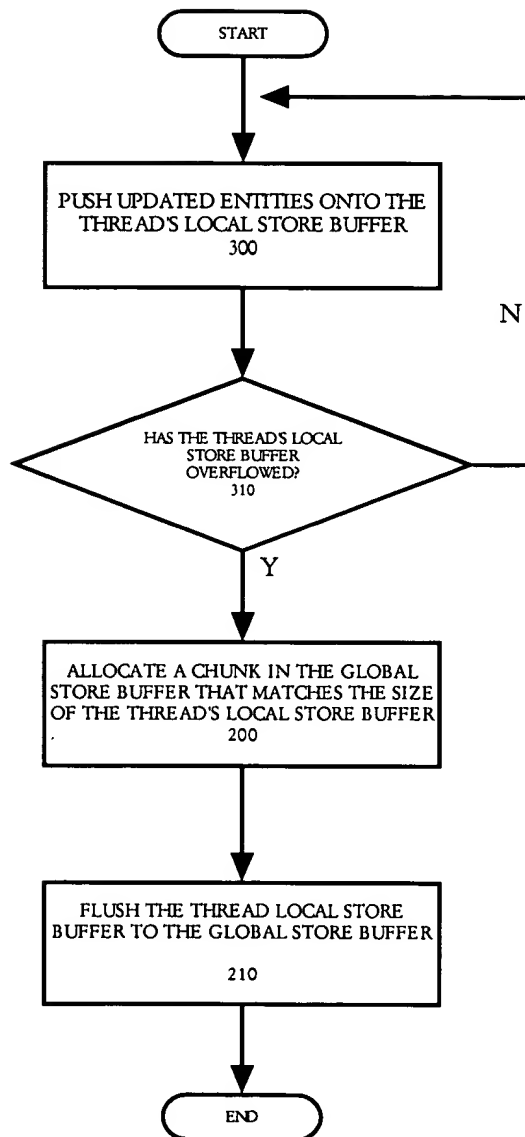 START
PUSH UPDATED ENTITIES ONTO THE
THREAD'S LOCAL STORE BUFFER
300
N
HAS THE THREAD'S LOCAL
STORE BUFFER
OVERFLOWED?
310
Y
ALLOCATE A CHUNK IN THE GLOBAL
STORE BUFFER THAT MATCHES THE SIZE
OF THE THREAD'S LOCAL STORE BUFFER
200
FLUSH THE THREAD LOCAL STORE
BUFFER TO THE GLOBAL STORE BUFFER
210
END